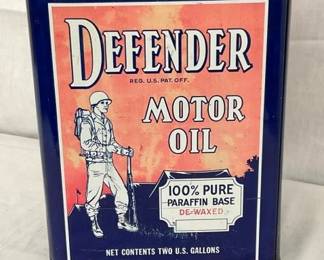 DEFENDER
REG. U.S. PAT. OFF.
MOTOR
OIL
100% PURE
PARAFFIN BASE
DE-WAXED
NET CONTENTS TWO U.S. GALLONS